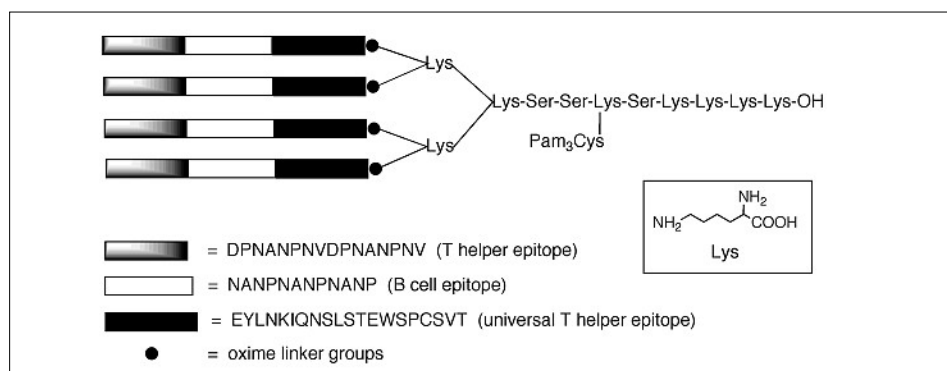 Lys
Lys-Ser-Ser-Lys-Ser-Lys-Lys-Lys-Lys-OH
Lys
Pam₃Cys
NH₂
NH₂
COOH
Lys
= DPNANPNVDPNANPNV (T helper epitope)
= NANPNANPNANP (B cell epitope)
= EYLNKIQNSLSTEWSPCSVT (universal T helper epitope)
= oxime linker groups